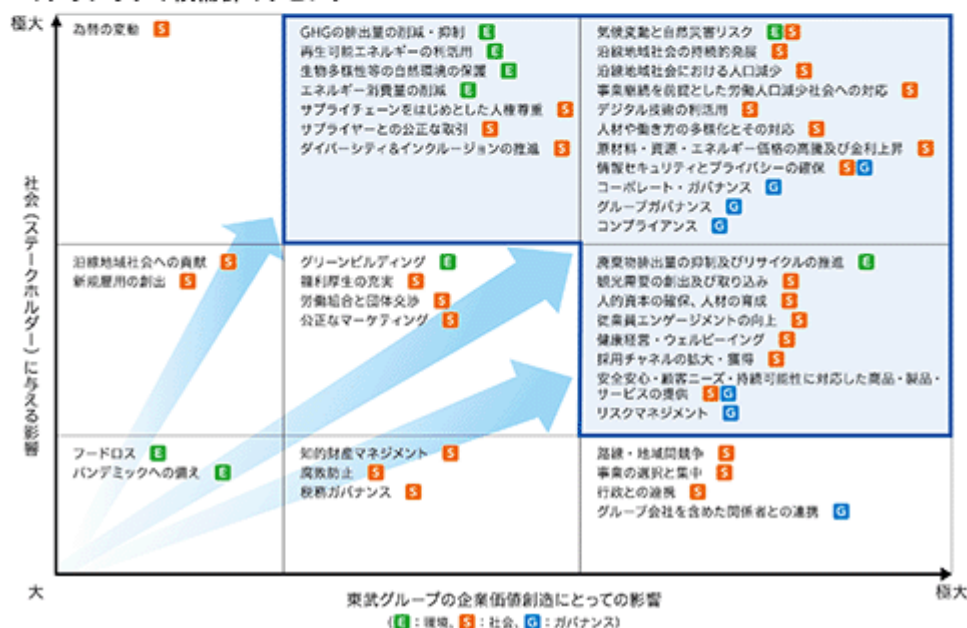 極大
為替の変動 S
GHGの排出量の削減・抑制 E
再生可能エネルギーの利活用 E
生物多様性等の自然環境の保護 E
エネルギー消費量の削減 E
サプライチェーンをはじめとした人権尊重 S
サプライヤーとの公正な取引 S
ダイバーシティ&インクルージョンの推進 S
気候変動と自然災害リスク E S
沿線地域社会の持続的発展 S
沿線地域社会における人口減少 S
事業継続を前提とした労働人口減少社会への対応 S
デジタル技術の利活用 S
人材や働き方の多様化とその対応 S
原材料・資源・エネルギー価格の高騰及び金利上昇 S
情報セキュリティとプライバシーの確保 S G
コーポレート・ガバナンス G
グループガバナンス G
コンプライアンス G
社会(ステークホルダー)に与える影響
沿線地域社会への貢献 S
新規雇用の創出 S
グリーンビルディング E
福利厚生の充実 S
労働組合と団体交渉 S
公正なマーケティング S
廃棄物排出量の抑制及びリサイクルの推進 E
観光需要の創出及び取り込み S
人的資本の確保、人材の育成 S
従業員エンゲージメントの向上 S
健康経営・ウェルビーイング S
採用チャネルの拡大・獲得 S
安全安心・顧客ニーズ・持続可能性に対応した商品・製品・
サービスの提供 S G
リスクマネジメント G
フードロス E
パンデミックへの備え E
知的財産マネジメント S
腐敗防止 S
税務ガバナンス S
路線・地域間競争 S
事業の選択と集中 S
行政との連携 S
グループ会社を含めた関係者との連携 G
大
極大
東武グループの企業価値創造にとっての影響
(E:環境、S:社会、G:ガバナンス)